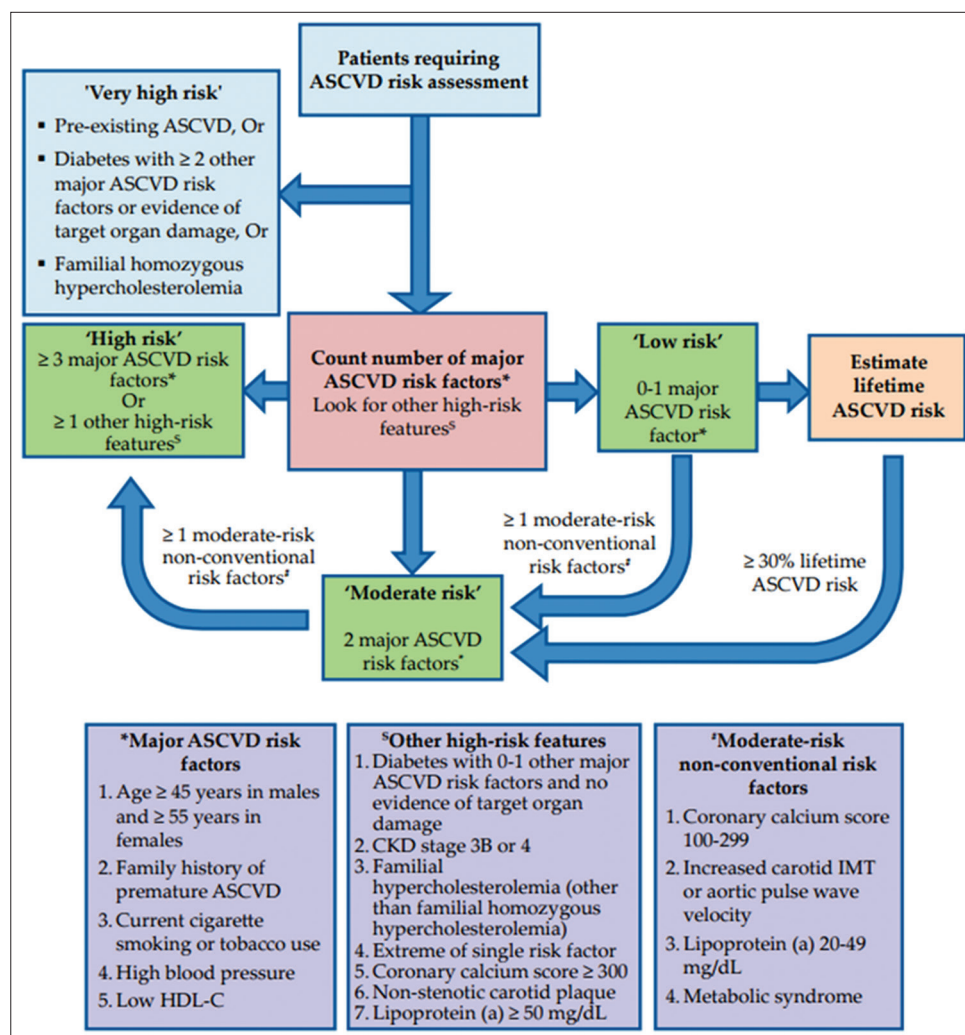 Patients requiring
ASCVD risk assessment
'Very high risk'
▪ Pre-existing ASCVD, Or
▪ Diabetes with ≥ 2 other
major ASCVD risk
factors or evidence of
target organ damage, Or
▪ Familial homozygous
hypercholesterolemia
‘High risk’
≥ 3 major ASCVD risk
factors*
Or
≥ 1 other high-risk
features$
Count number of major
ASCVD risk factors*
Look for other high-risk
features$
‘Low risk’
0-1 major
ASCVD risk
factor*
Estimate
lifetime
ASCVD risk
≥ 1 moderate-risk
non-conventional
risk factors#
≥ 1 moderate-risk
non-conventional
risk factors#
≥ 30% lifetime
ASCVD risk
‘Moderate risk’
2 major ASCVD
risk factors*
*Major ASCVD risk
factors
1. Age ≥ 45 years in males
and ≥ 55 years in
females
2. Family history of
premature ASCVD
3. Current cigarette
smoking or tobacco use
4. High blood pressure
5. Low HDL-C
$Other high-risk features
1. Diabetes with 0-1 other major
ASCVD risk factors and no
evidence of target organ
damage
2. CKD stage 3B or 4
3. Familial
hypercholesterolemia (other
than familial homozygous
hypercholesterolemia)
4. Extreme of single risk factor
5. Coronary calcium score ≥ 300
6. Non-stenotic carotid plaque
7. Lipoprotein (a) ≥ 50 mg/dL
#Moderate-risk
non-conventional risk
factors
1. Coronary calcium score
100-299
2. Increased carotid IMT
or aortic pulse wave
velocity
3. Lipoprotein (a) 20-49
mg/dL
4. Metabolic syndrome